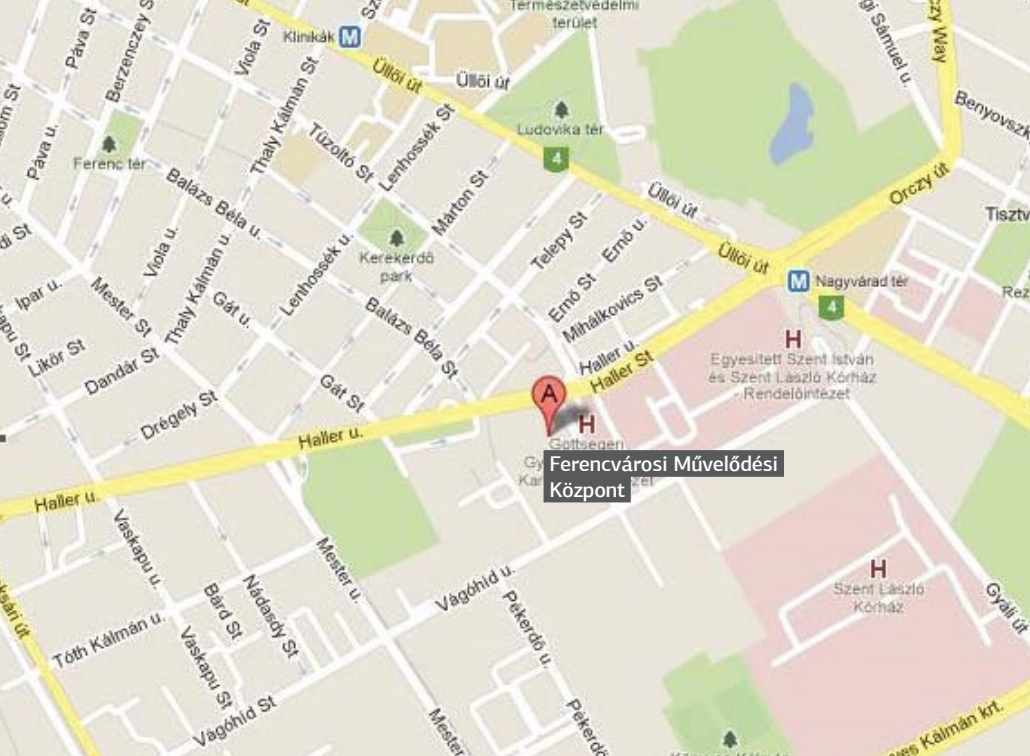 Természetvédelmi
terület
Klinikák
M
Páva St
Berzenczey S
Viola St
Üllői út
Üllői út
Thaly Kálmán St
Tűzoltó St
Lenhossék St
Márton St
Ludovika tér
4
Orczy út
Benyovszk
Tisztv
Páva u.
Ferenc tér
Balázs Béla u.
Viola u.
Thaly Kálmán u.
Lenhossék u.
Kerekerdő
park
Telepy St
Ernő u.
Üllői út
Üllői út
M
Nagyvárad tér
4
Ernő St
Mihálkovics St
Ipar u.
Mester St
Gát u.
Balázs Béla St
Likőr St
Dandár St
Drégely St
Gát St
Haller u.
Haller St
H
Egyesített Szent István
és Szent László Kórház
- Rendelőintézet
A
H
Gottsegen
Ferencvárosi Művelődési
Központ
Haller u.
Haller u.
Vaskapu u.
Mester u.
Vágóhíd u.
Pékerdő u.
Nádasdy St
Bárd St
Tóth Kálmán u.
Vaskapu St
Vágóhíd St
H
Szent László
Kórház
Gyáli út
Mester
Pékerdő
Kálmán krt.